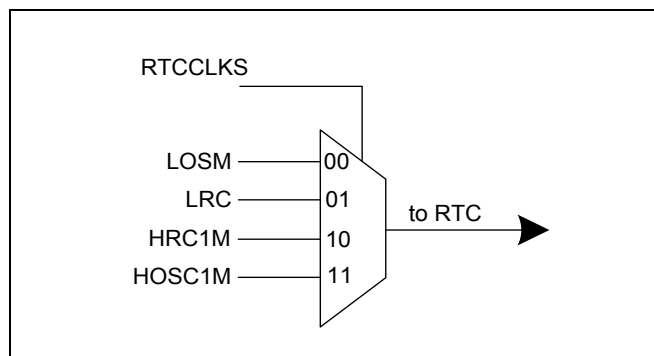 RTCCLKS
LOSM 00
LRC 01
to RTC
HRC1M 10
HOSC1M 11